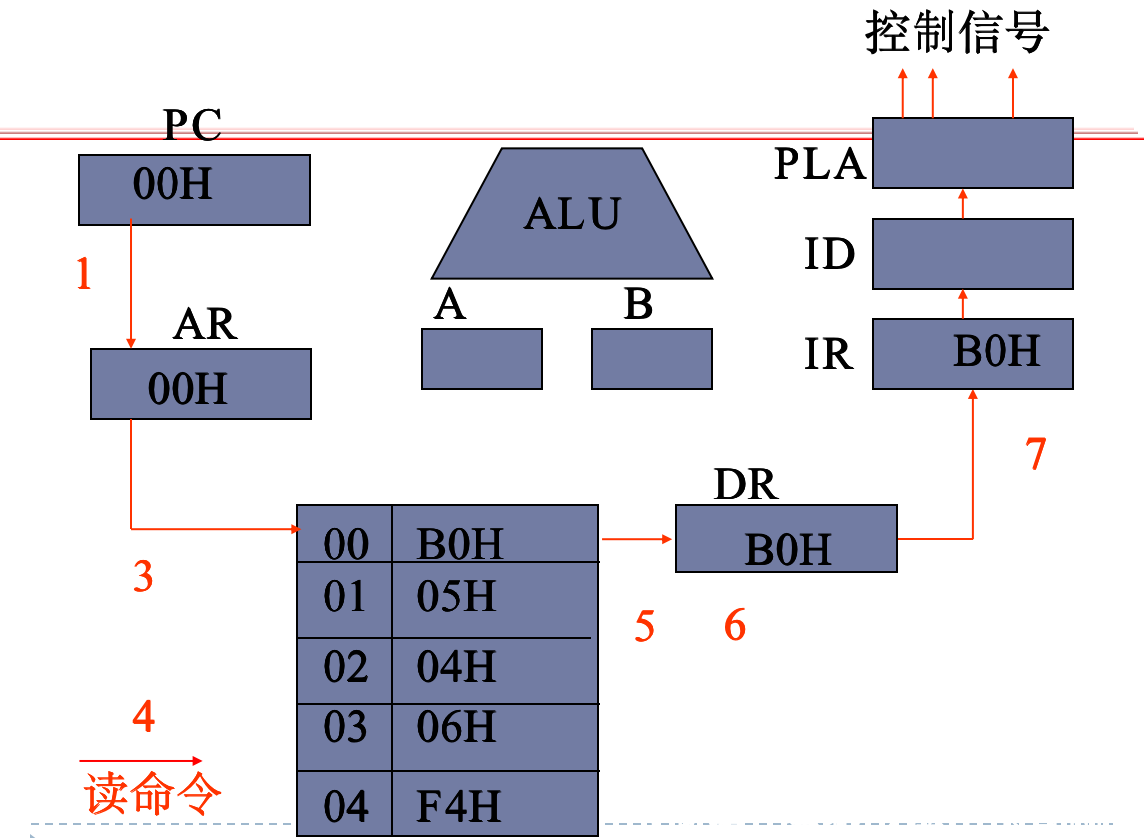 控制信号
PC
PLA
00H
ALU
ID
1
A
B
AR
IR
B0H
00H
7
DR
00 B0H
B0H
3
01 05H
5
6
02 04H
4
03 06H
读命令
04 F4H